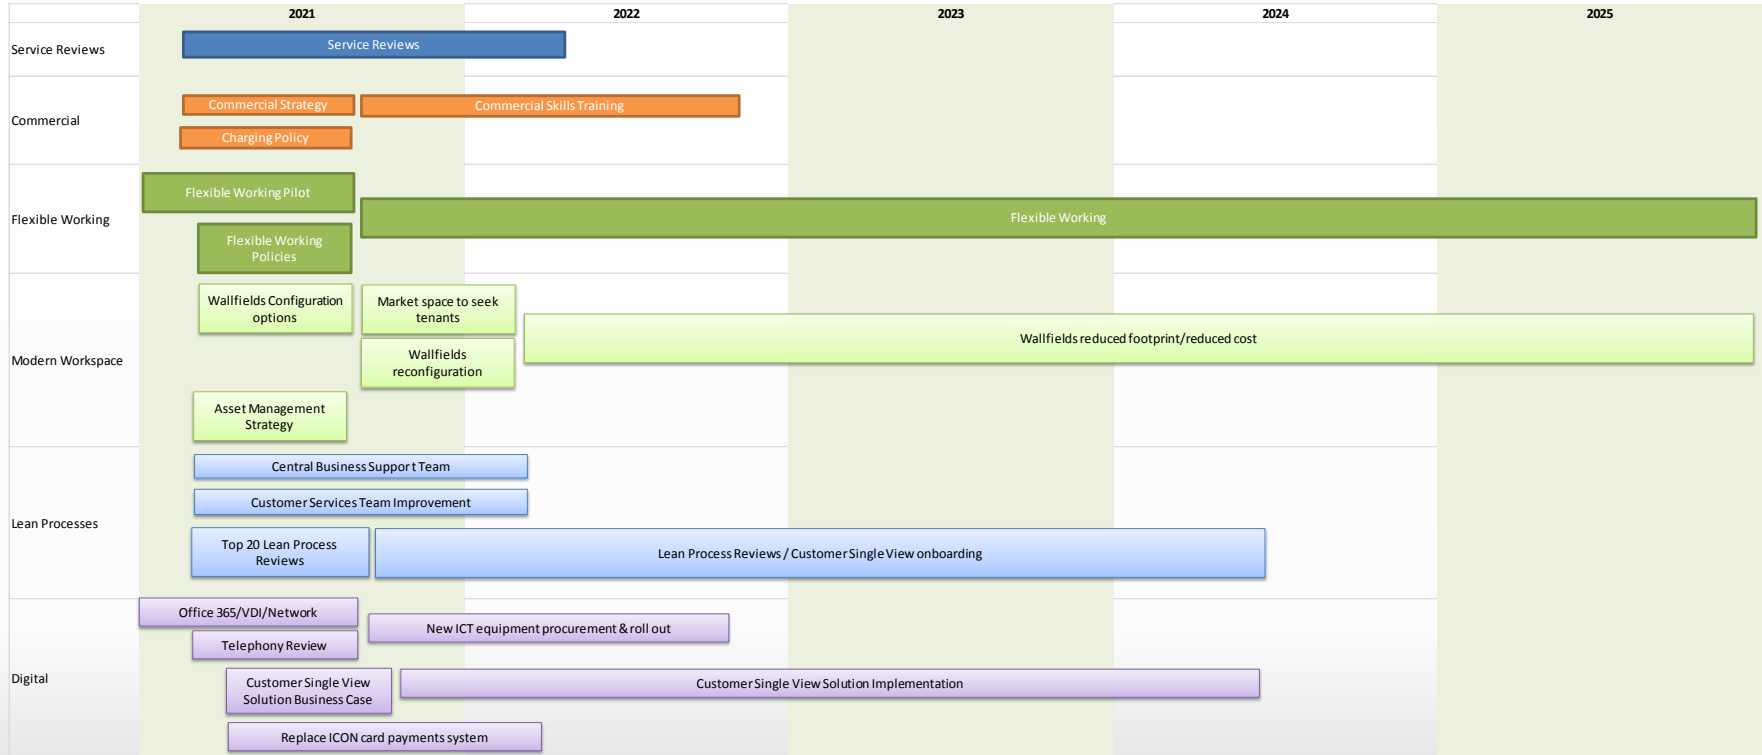 2021
2022
2023
2024
2025
Service Reviews
Service Reviews
Commercial
Commercial Strategy
Commercial Skills Training
Charging Policy
Flexible Working
Flexible Working Pilot
Flexible Working
Flexible Working
Policies
Modern Workspace
Wallfields Configuration
options
Market space to seek
tenants
Wallfields reduced footprint/reduced cost
Wallfields
reconfiguration
Asset Management
Strategy
Lean Processes
Central Business Support Team
Customer Services Team Improvement
Top 20 Lean Process
Reviews
Lean Process Reviews / Customer Single View onboarding
Digital
Office 365/VDI/Network
New ICT equipment procurement & roll out
Telephony Review
Customer Single View
Solution Business Case
Customer Single View Solution Implementation
Replace ICON card payments system